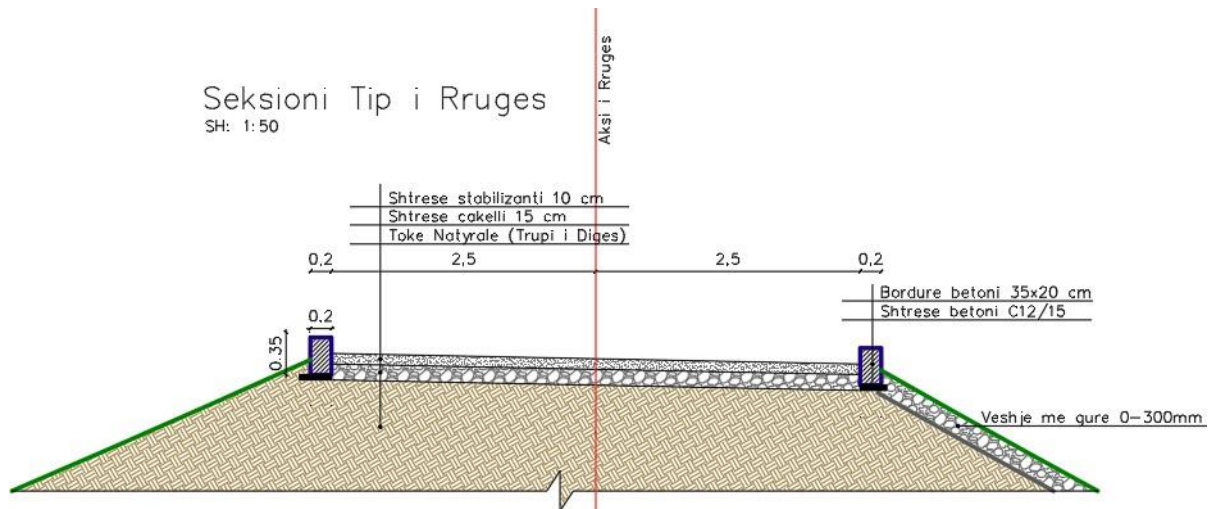 Seksioni Tip i Rruges
SH: 1:50
Aksi i Rruges
Shtrese stabilizanti 10 cm
Shtrese cakelli 15 cm
Toke Natyrale (Trupi i Diges)
0,2
2,5
2,5
0,2
Bordure betoni 35x20 cm
Shtrese betoni C12/15
0.2
0.35
Veshje me gure 0-300mm